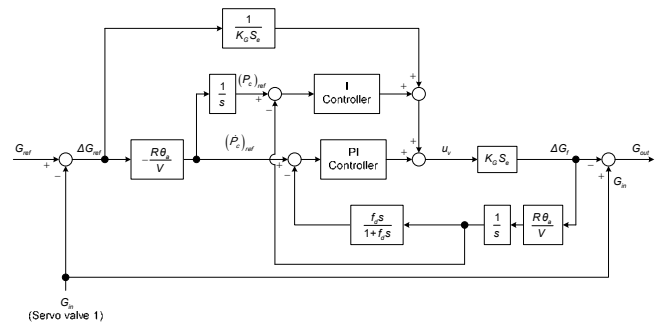 1
K_G S_e
1
s
(P_c)_ref
I
Controller
G_ref
ΔG_ref
−Rθ_a
V
(Ṗ_c)_ref
PI
Controller
u_v
K_G S_e
ΔG_f
G_out
G_in
f_d s
1+f_d s
1
s
Rθ_a
V
G_in
(Servo valve 1)